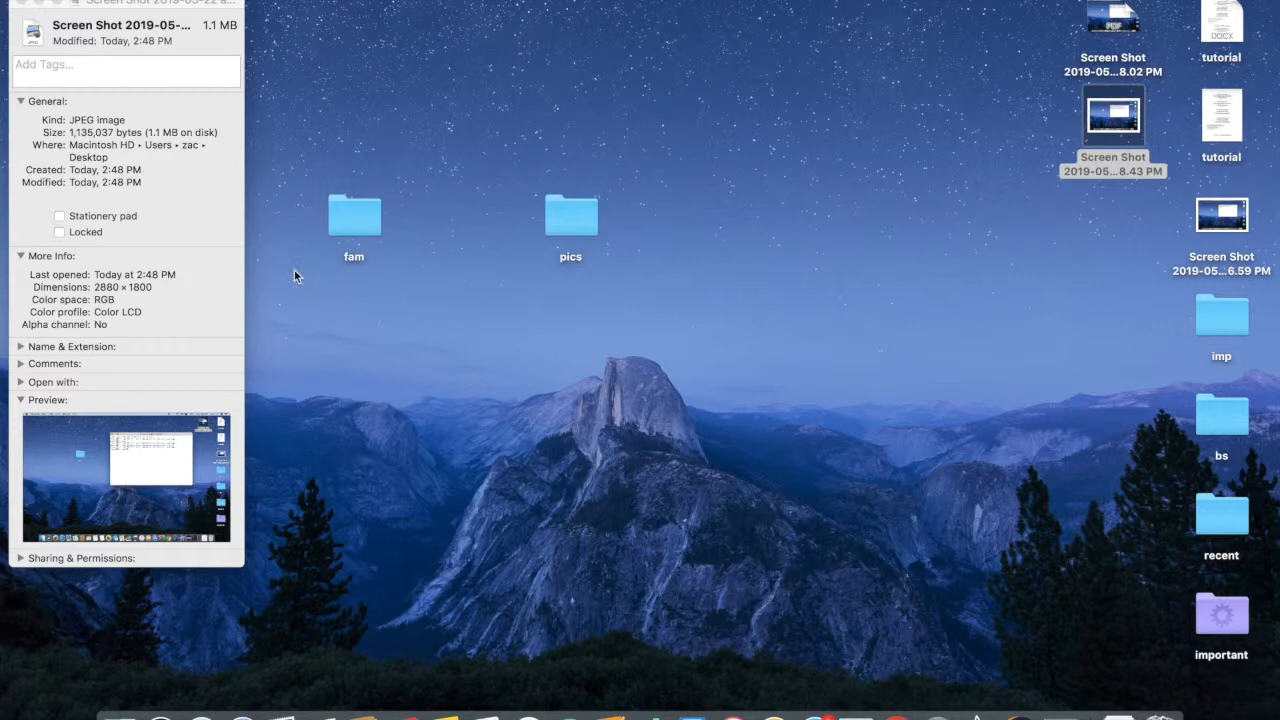 Screen Shot 2019-05-22 a...
Screen Shot 2019-05-... 1.1 MB
Modified: Today, 2:48 PM
Add Tags...
General:
Kind: JPEG image
Size: 1,135,037 bytes (1.1 MB on disk)
Where: Macintosh HD ‣ Users ‣ zac ‣
Desktop
Created: Today, 2:48 PM
Modified: Today, 2:48 PM
Stationery pad
Locked
More Info:
Last opened: Today at 2:48 PM
Dimensions: 2880 × 1800
Color space: RGB
Color profile: Color LCD
Alpha channel: No
Name & Extension:
Comments:
Open with:
Preview:
Sharing & Permissions:
fam
pics
PDF
Screen Shot
2019-05...8.02 PM
Screen Shot
2019-05...8.43 PM
DOCX
tutorial
tutorial
Screen Shot
2019-05...6.59 PM
imp
bs
recent
important